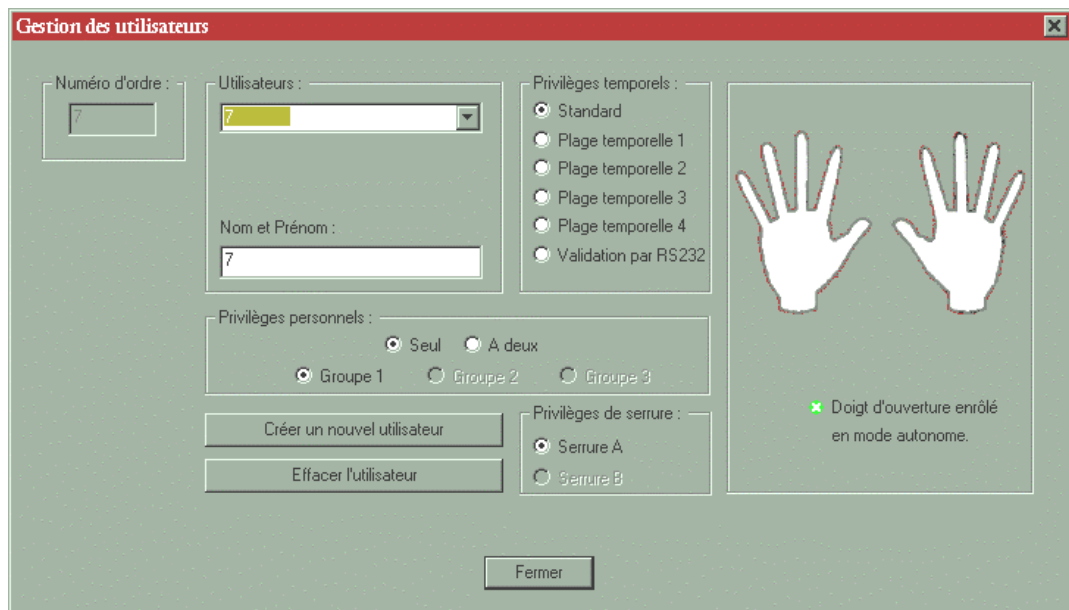 Gestion des utilisateurs
Numéro d'ordre :
7
Utilisateurs :
7
Nom et Prénom :
7
Privilèges temporels :
Standard
Plage temporelle 1
Plage temporelle 2
Plage temporelle 3
Plage temporelle 4
Validation par RS232
Privilèges personnels :
Seul A deux
Groupe 1 Groupe 2 Groupe 3
Créer un nouvel utilisateur
Effacer l'utilisateur
Privilèges de serrure :
Serrure A
Serrure B
Doigt d'ouverture enrôlé
en mode autonome.
Fermer